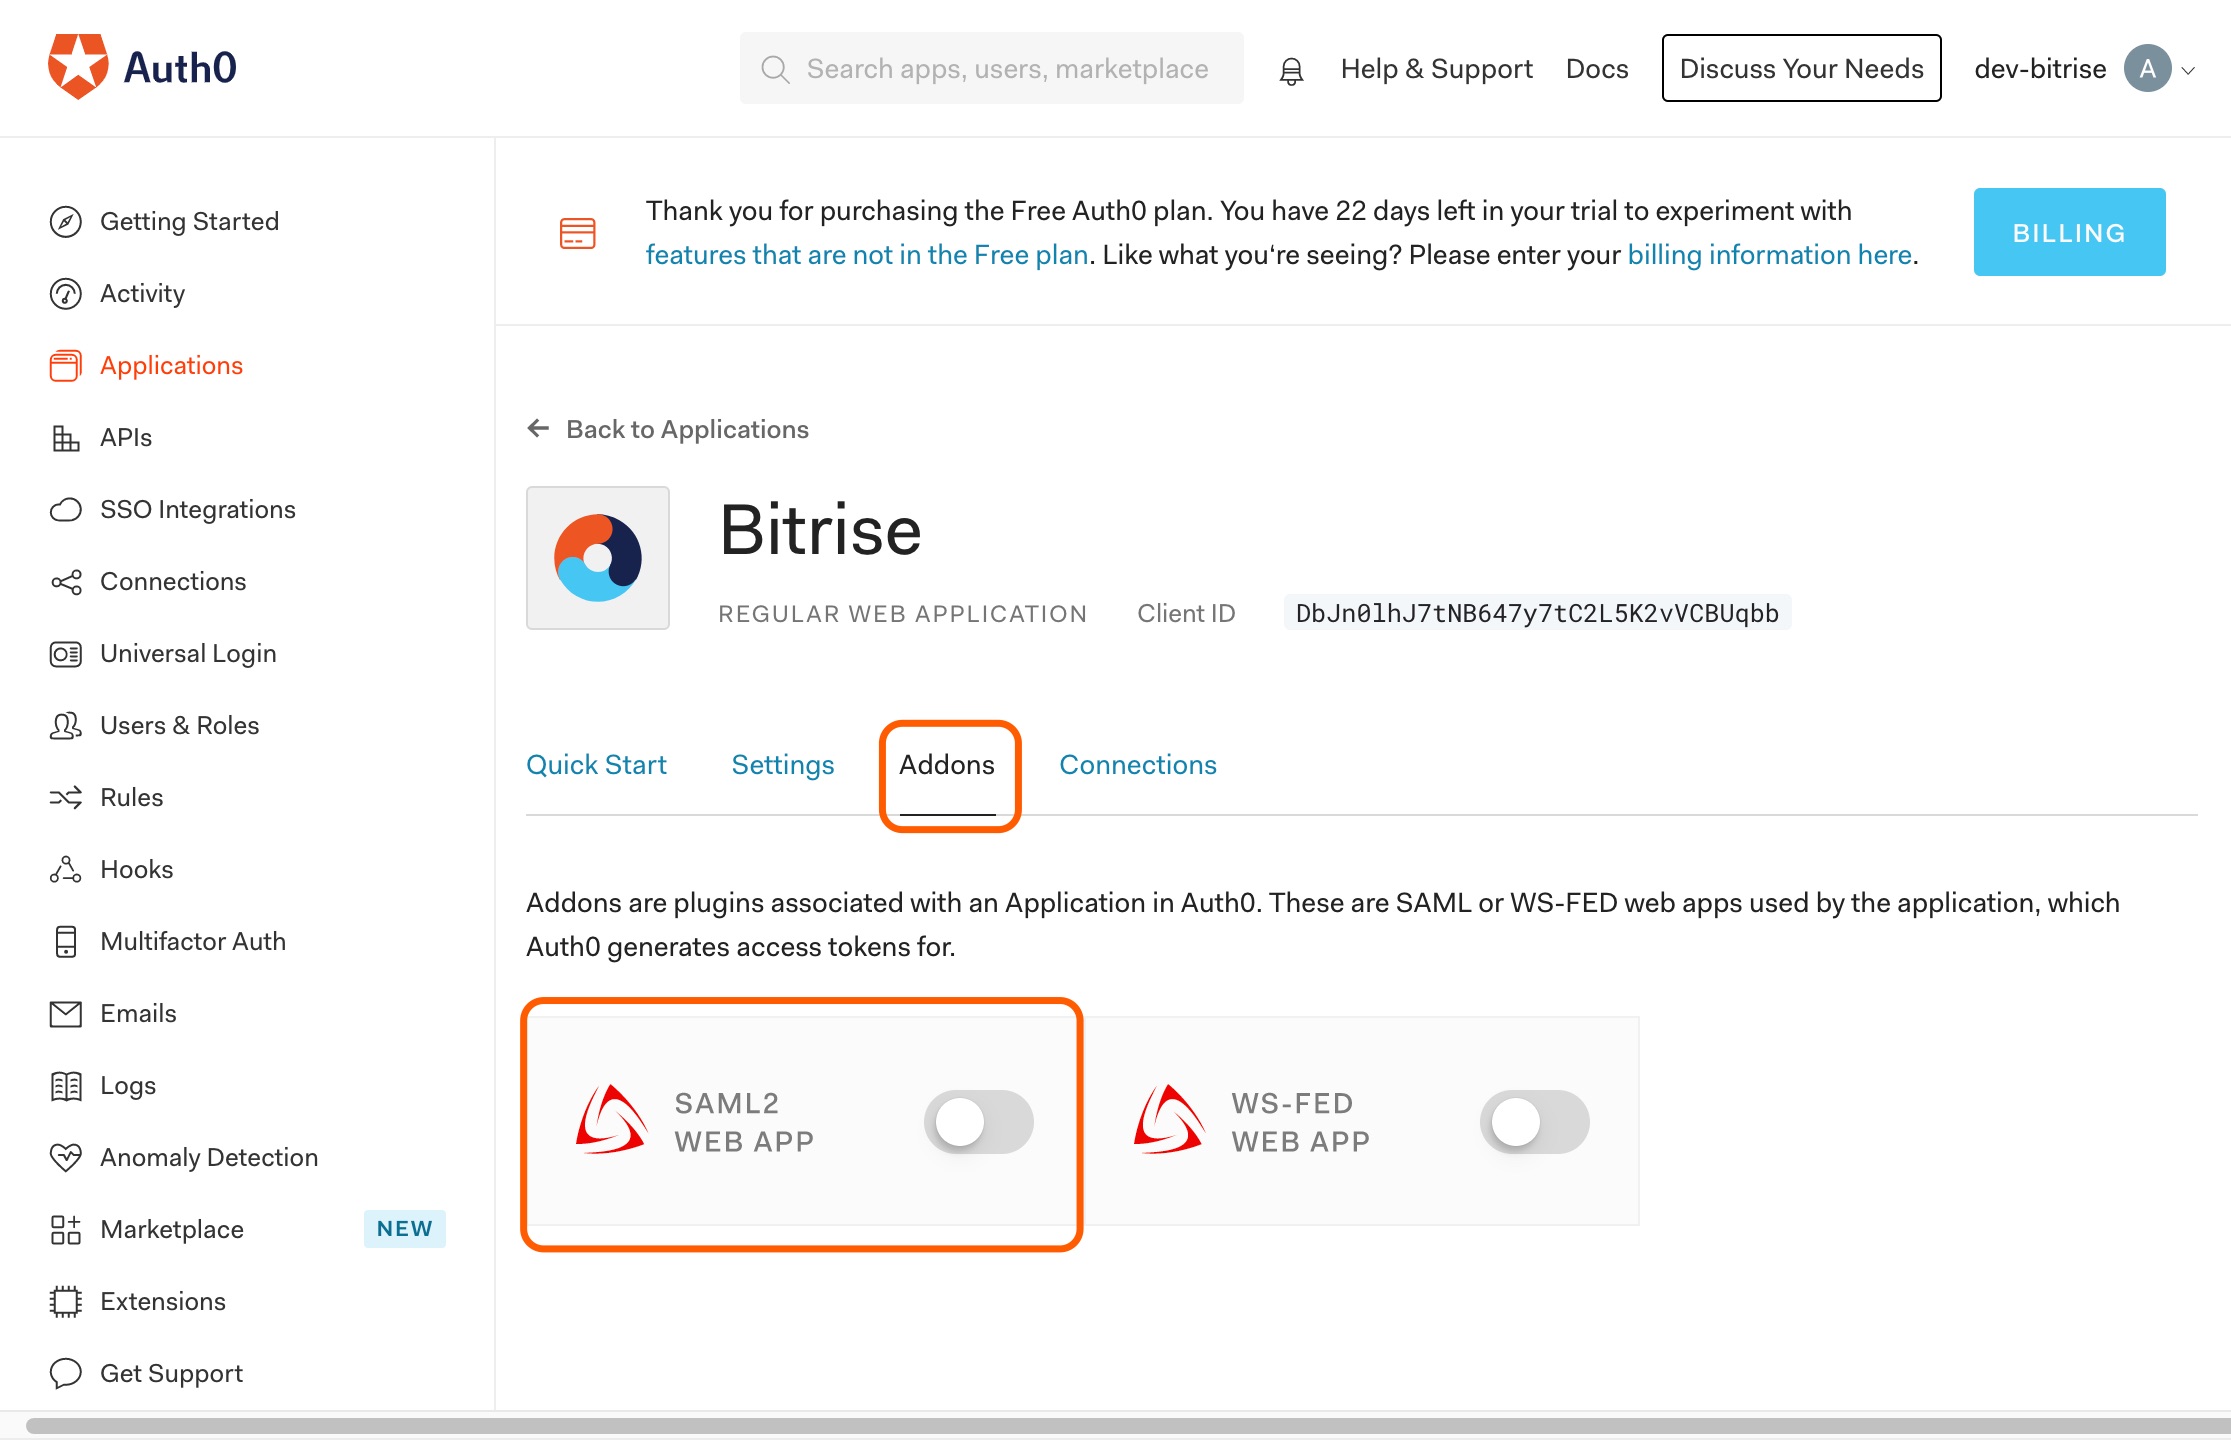 Auth0
Search apps, users, marketplace
Help & Support
Docs
Discuss Your Needs
dev-bitrise
A
Getting Started
Activity
Applications
APIs
SSO Integrations
Connections
Universal Login
Users & Roles
Rules
Hooks
Multifactor Auth
Emails
Logs
Anomaly Detection
Marketplace
NEW
Extensions
Get Support
Thank you for purchasing the Free Auth0 plan. You have 22 days left in your trial to experiment with
features that are not in the Free plan. Like what you‘re seeing? Please enter your billing information here.
BILLING
Back to Applications
Bitrise
REGULAR WEB APPLICATION
Client ID
DbJn0lhJ7tNB647y7tC2L5K2vVCBUqbb
Quick Start
Settings
Addons
Connections
Addons are plugins associated with an Application in Auth0. These are SAML or WS-FED web apps used by the application, which
Auth0 generates access tokens for.
SAML2
WEB APP
WS-FED
WEB APP